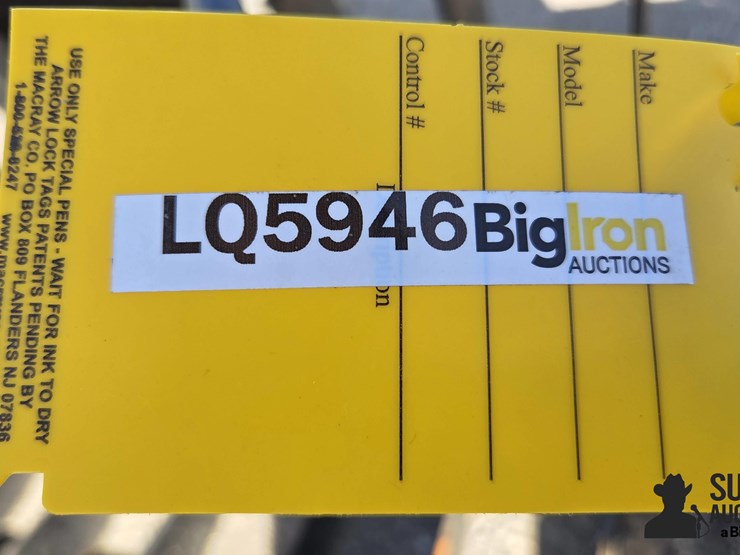 LQ5946 BigIron
AUCTIONS
Make
Model
Stock #
Control #
USE ONLY SPECIAL PENS - WAIT FOR INK TO DRY
ARROW LOCK TAGS PATENTS PENDING BY
THE MACRAY CO. PO BOX 809 FLANDERS NJ 07836